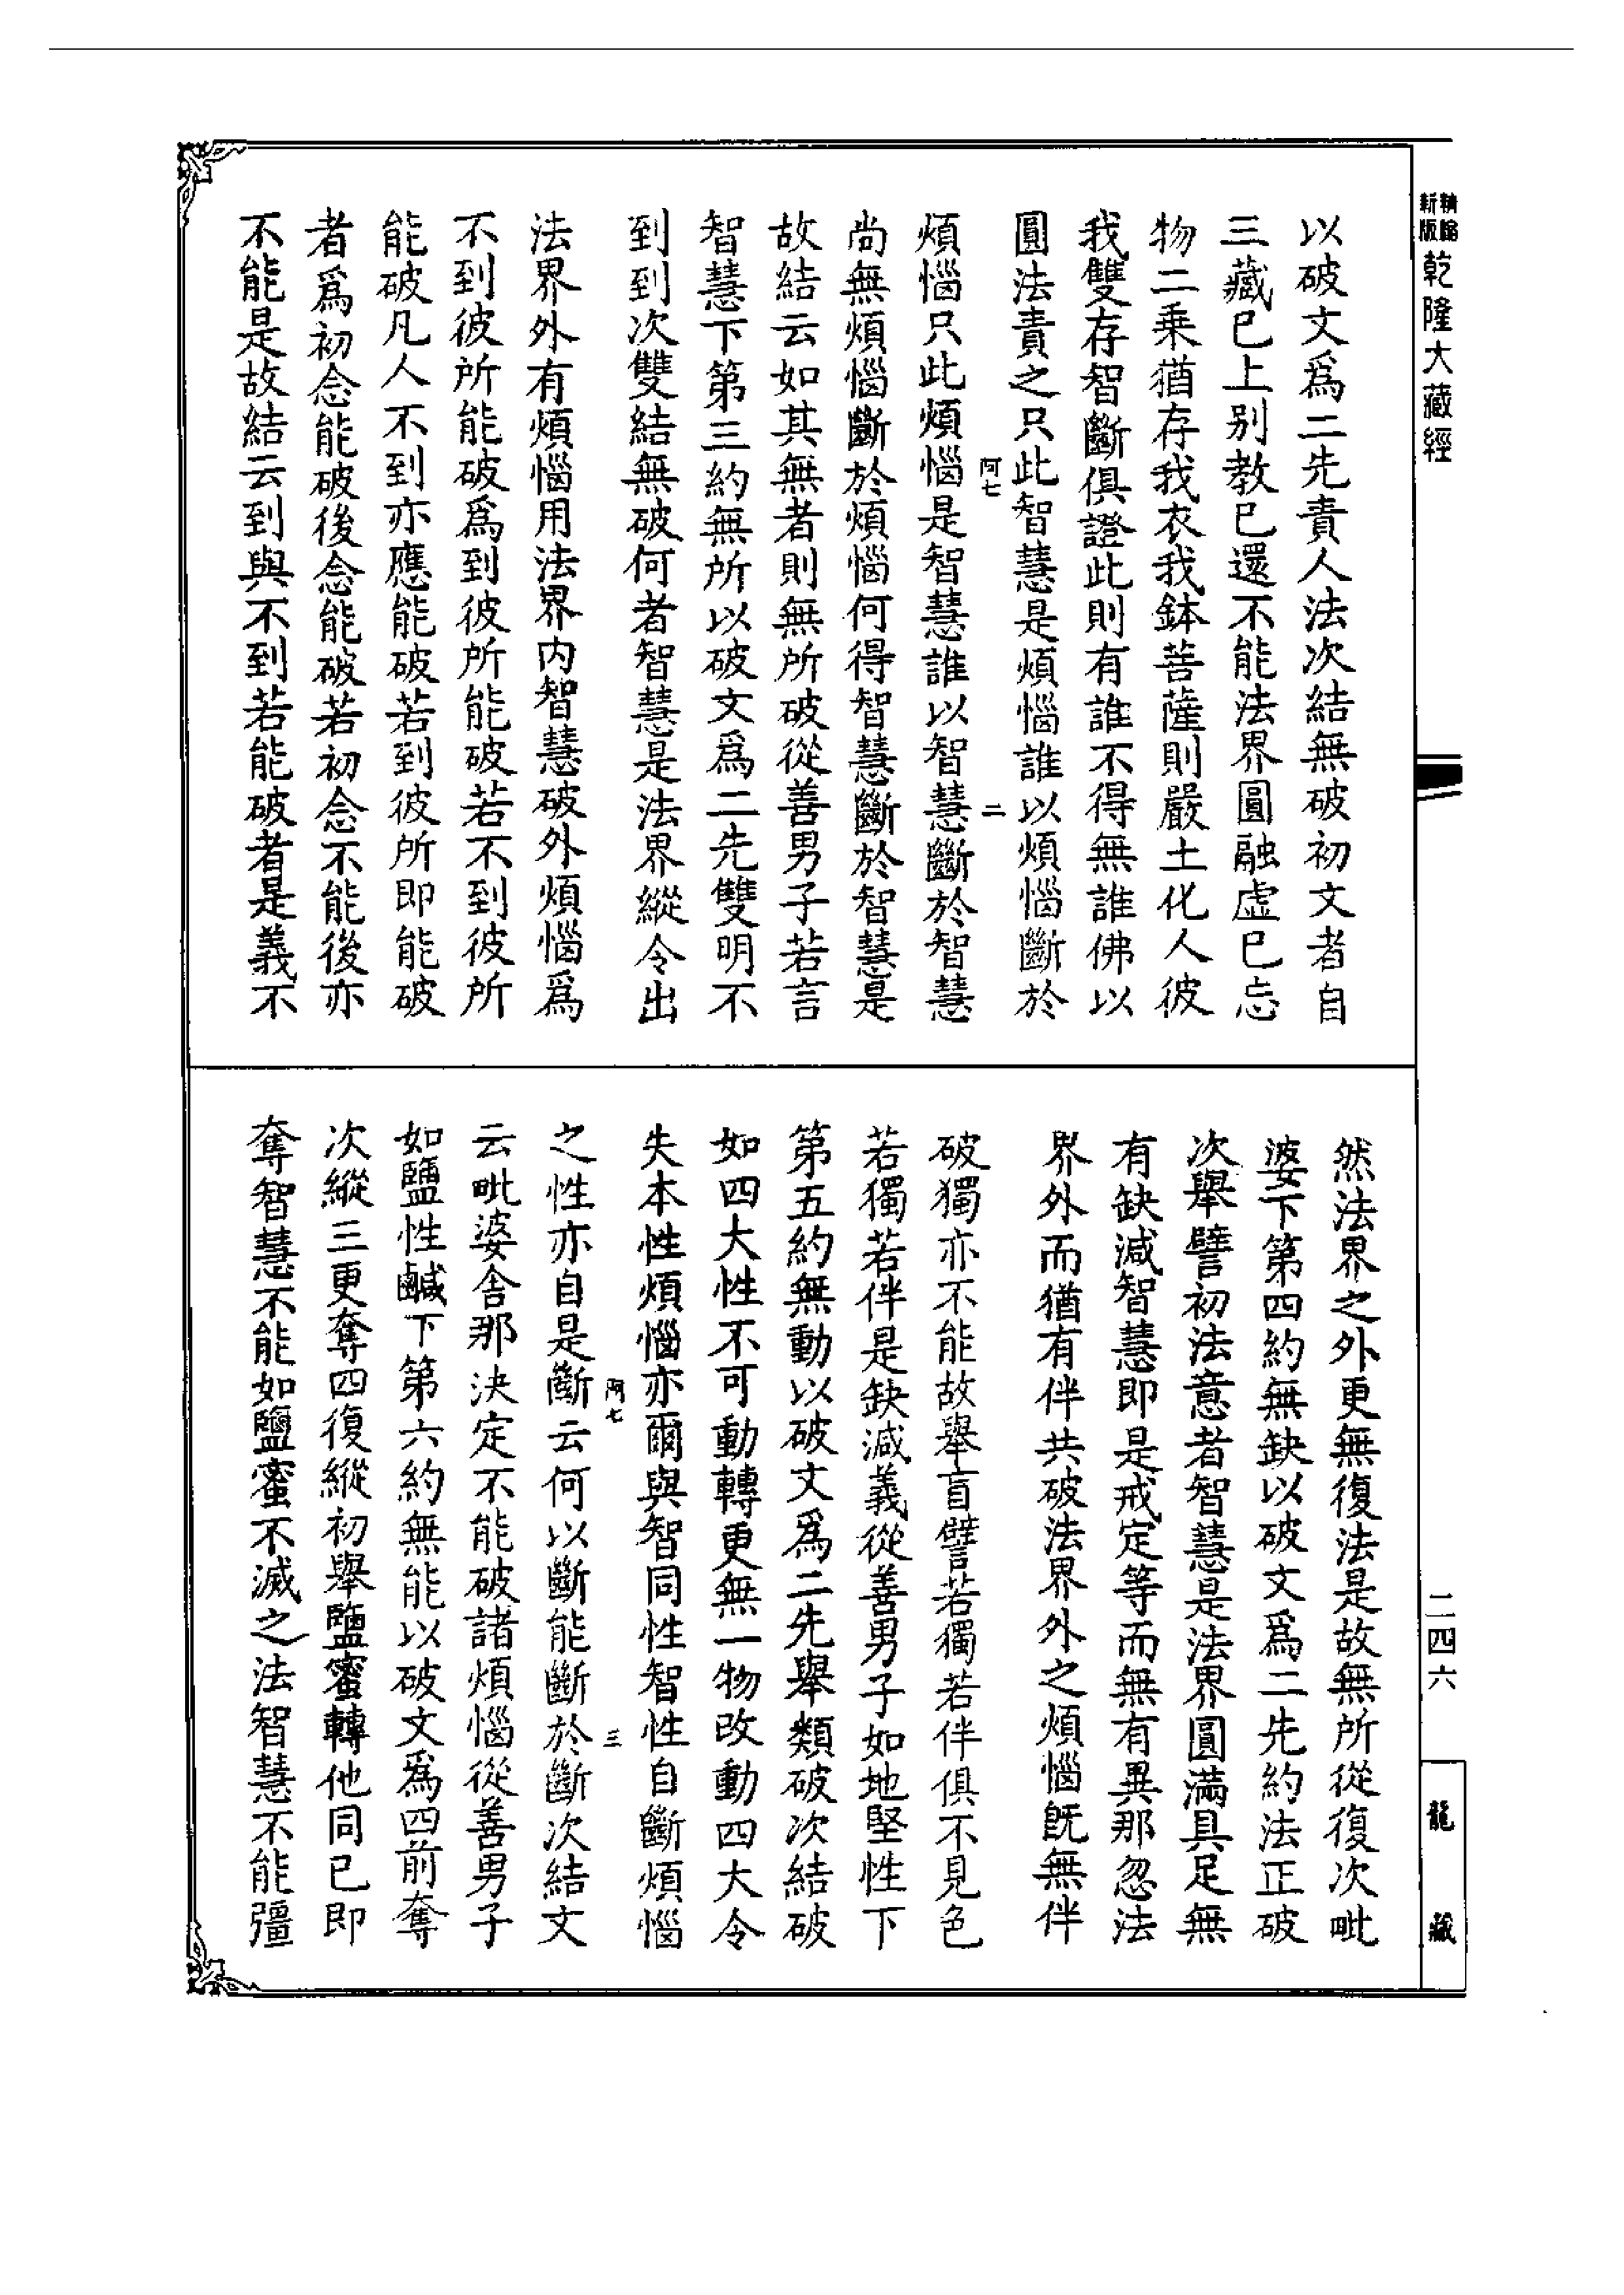 新版精縮乾隆大藏經
以破文爲二先責人法次結無破初文者自
三藏已上别教已還不能法界圓融虛已忘
物二乗猶存我衣我鉢菩薩則嚴土化人彼
我雙存智斷俱證此則有誰不得無誰佛以
圓法責之只此智慧是煩惱誰以煩惱斷於
阿七 二
煩惱只此煩惱是智慧誰以智慧斷於智慧
尚無煩惱斷於煩惱何得智慧斷於智慧是
故結云如其無者則無所破從善男子若言
智慧下第三約無所以破文爲二先雙明不
到到次雙結無破何者智慧是法界縱令出
法界外有煩惱用法界内智慧破外煩惱爲
不到彼所能破爲到彼所能破若不到彼所
能破凡人不到亦應能破若到彼所即能破
者爲初念能破後念能破若初念不能後亦
不能是故結云到與不到若能破者是義不
然法界之外更無復法是故無所從復次毗
婆下第四約無缺以破文爲二先約法正破
次舉譬初法意者智慧是法界圓滿具足無
有缺減智慧即是戒定等而無有異那忽法
界外而猶有伴共破法界外之煩惱既無伴
破獨亦不能故舉盲譬若獨若伴俱不見色
若獨若伴是缺減義從善男子如地堅性下
第五約無動以破文爲二先舉類破次結破
如四大性不可動轉更無一物改動四大令
失本性煩惱亦爾與智同性智性自斷煩惱
阿七 三
之性亦自是斷云何以斷能斷於斷次結文
云毗婆舍那決定不能破諸煩惱從善男子
如鹽性鹹下第六約無能以破文爲四前奪
次縱三更奪四復縱初舉鹽蜜轉他同已即
奪智慧不能如鹽蜜不滅之法智慧不能彊
二四六
龍藏